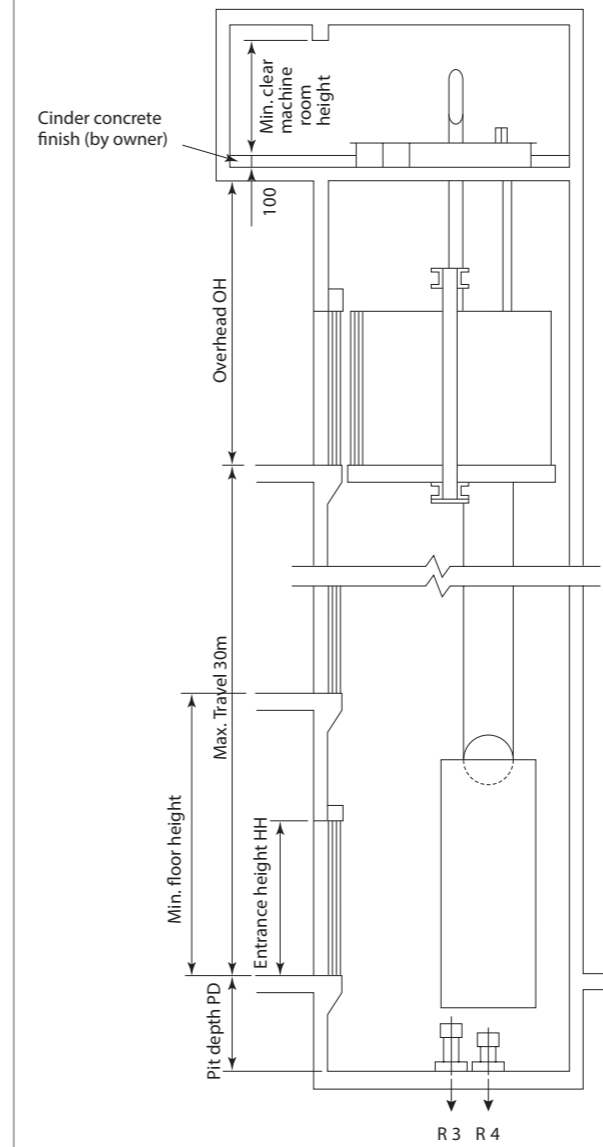 Min. clear
machine
room
height
Cinder concrete
finish (by owner)
100
Overhead OH
Max. Travel 30m
Min. floor height
Entrance height HH
Pit depth PD
R 3 R 4